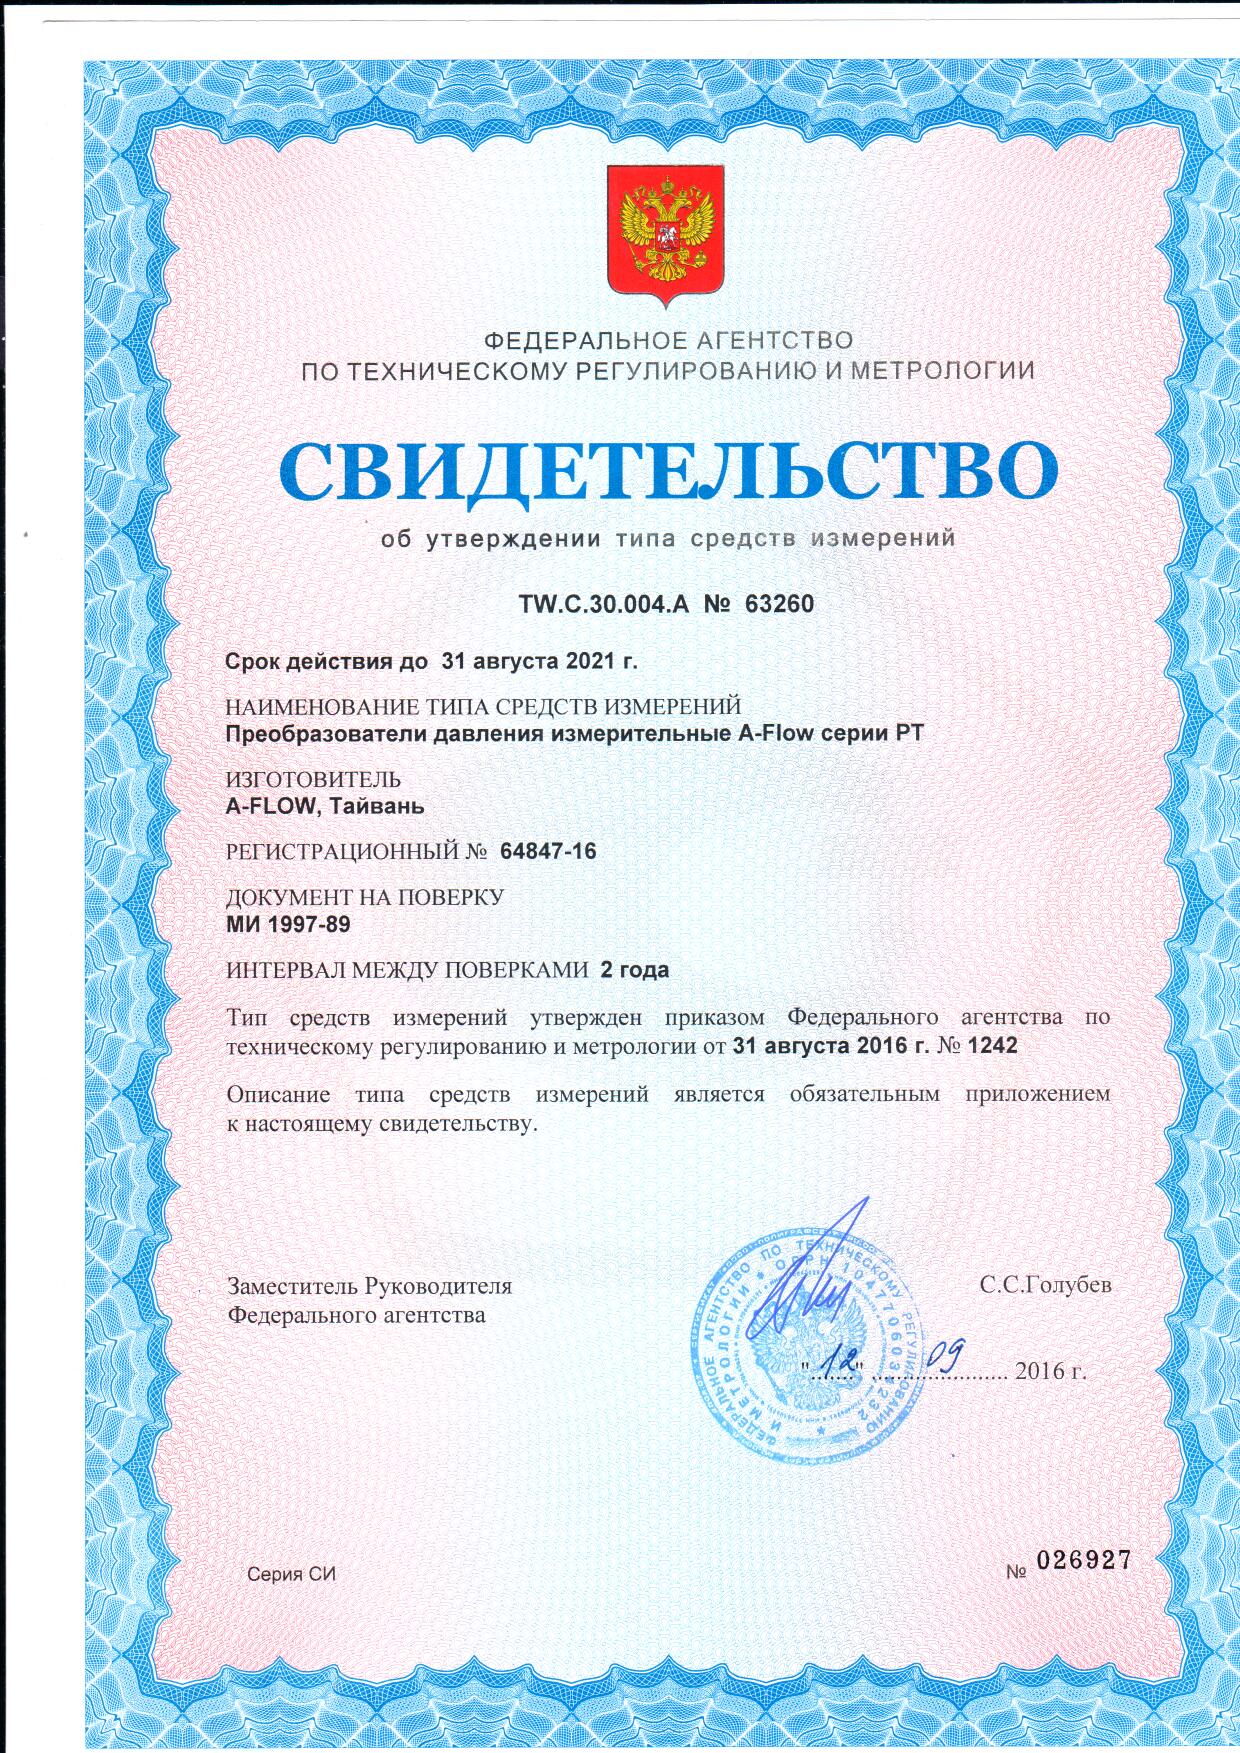 ФЕДЕРАЛЬНОЕ АГЕНТСТВО
ПО ТЕХНИЧЕСКОМУ РЕГУЛИРОВАНИЮ И МЕТРОЛОГИИ
СВИДЕТЕЛЬСТВО
об утверждении типа средств измерений
TW.C.30.004.A № 63260
Срок действия до 31 августа 2021 г.
НАИМЕНОВАНИЕ ТИПА СРЕДСТВ ИЗМЕРЕНИЙ
Преобразователи давления измерительные A-Flow серии PT
ИЗГОТОВИТЕЛЬ
A-FLOW, Тайвань
РЕГИСТРАЦИОННЫЙ № 64847-16
ДОКУМЕНТ НА ПОВЕРКУ
МИ 1997-89
ИНТЕРВАЛ МЕЖДУ ПОВЕРКАМИ 2 года
Тип средств измерений утвержден приказом Федерального агентства по
техническому регулированию и метрологии от 31 августа 2016 г. № 1242
Описание типа средств измерений является обязательным приложением
к настоящему свидетельству.
Заместитель Руководителя
Федерального агентства
С.С.Голубев
ФЕДЕРАЛЬНОЕ АГЕНТСТВО ПО ТЕХНИЧЕСКОМУ РЕГУЛИРОВАНИЮ
И МЕТРОЛОГИИ
"12" 09 2016 г.
Серия СИ
№ 026927